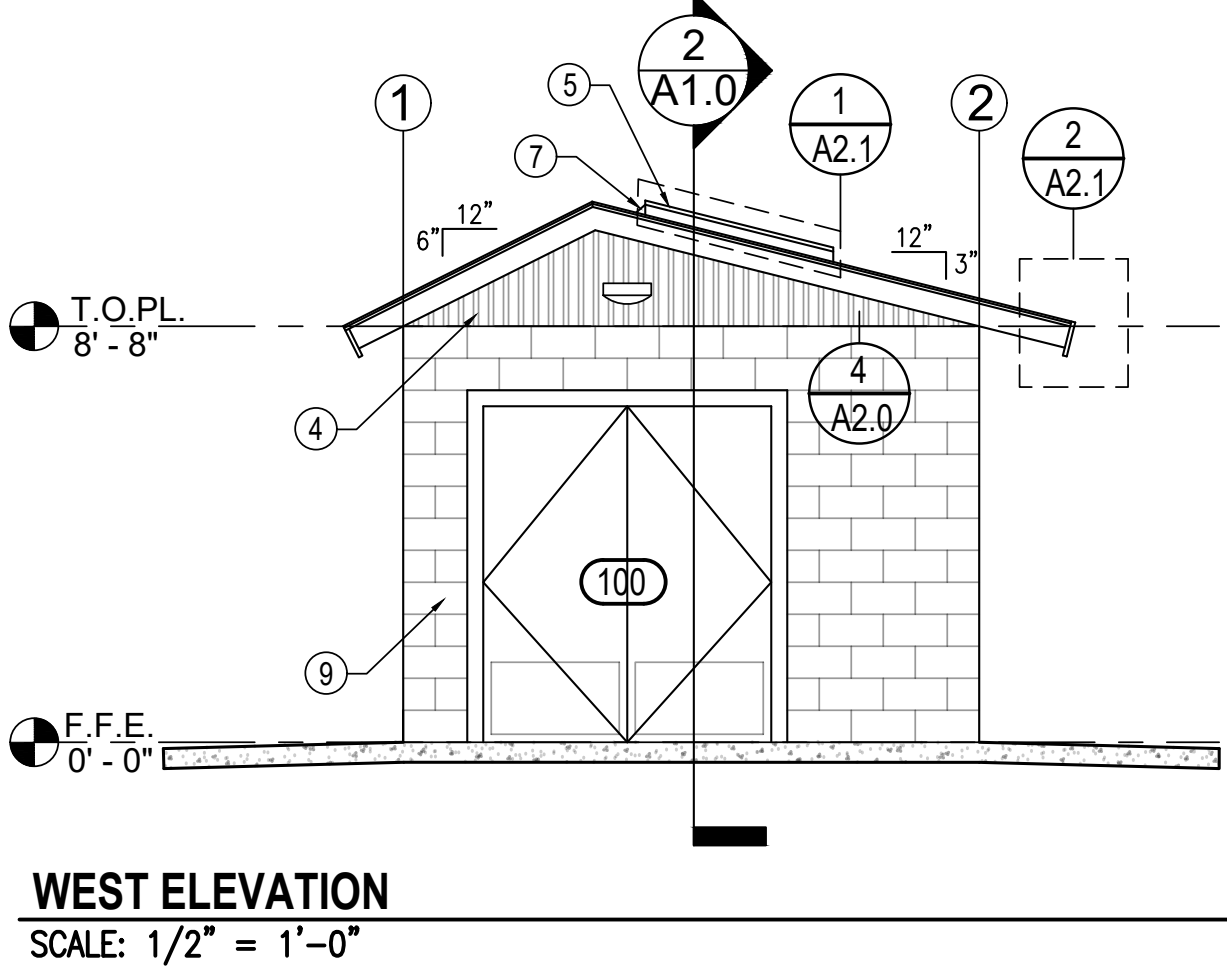 2
A1.0
5
1
1
A2.1
2
2
A2.1
7
12”
6”
12”
3”
T.O.PL.
8' - 8"
4
4
A2.0
100
9
F.F.E.
0' - 0"
WEST ELEVATION
SCALE: 1/2” = 1’-0”